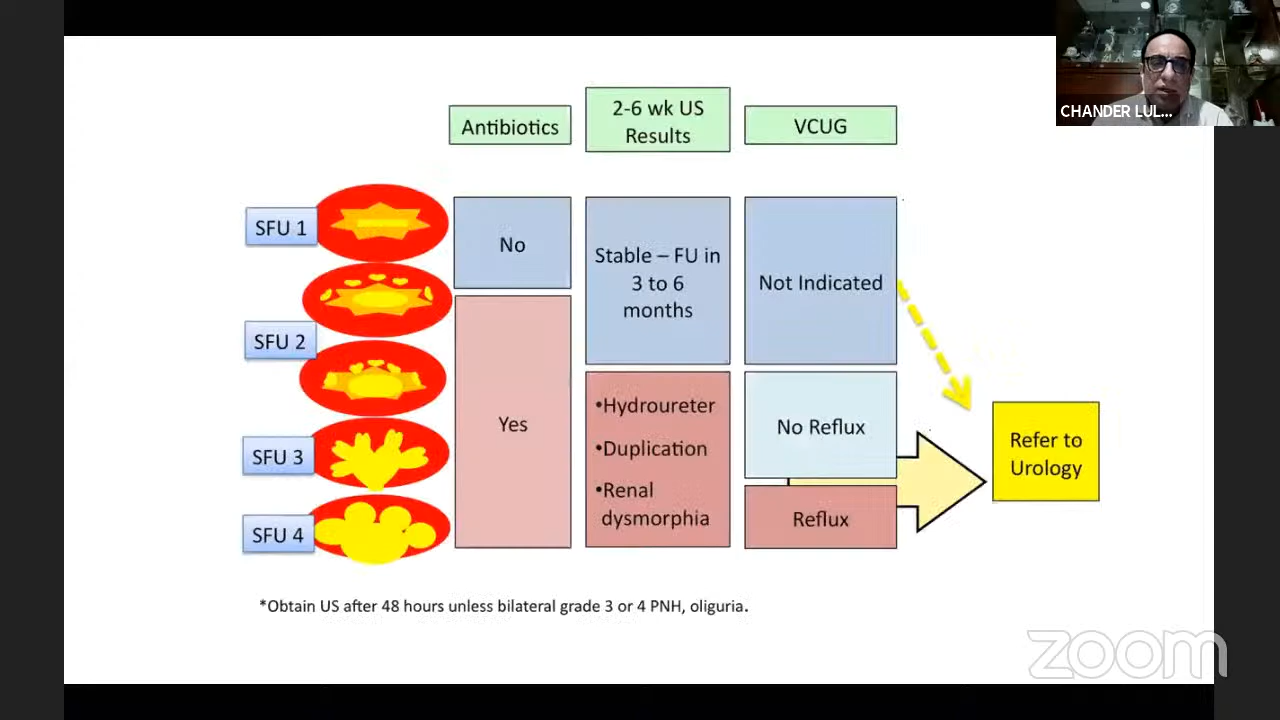 CHANDER LUL...
Antibiotics
2-6 wk US
Results
VCUG
SFU 1
No
Stable – FU in
3 to 6
months
Not Indicated
SFU 2
Yes
•Hydroureter
•Duplication
•Renal
dysmorphia
No Reflux
Reflux
Refer to
Urology
SFU 3
SFU 4
*Obtain US after 48 hours unless bilateral grade 3 or 4 PNH, oliguria.
zoom